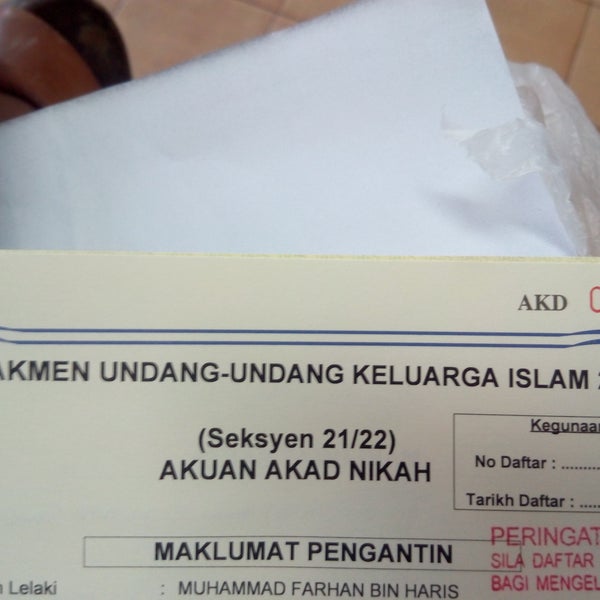 AKD
AKMEN UNDANG-UNDANG KELUARGA ISLAM
(Seksyen 21/22)
AKUAN AKAD NIKAH
Kegunaan
No Daftar : ..........
Tarikh Daftar : .....
MAKLUMAT PENGANTIN
PERINGAT
SILA DAFTAR
BAGI MENGEL
Lelaki : MUHAMMAD FARHAN BIN HARIS